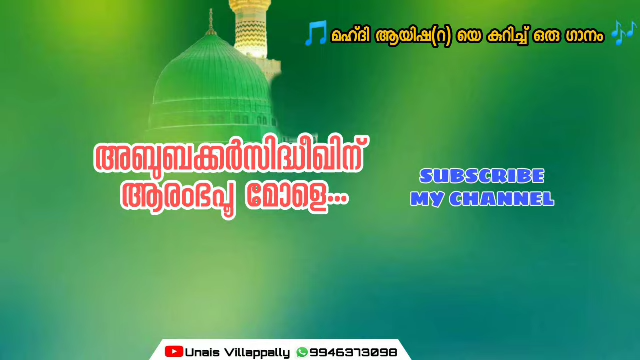 മഹ്ദി ആയിഷ(റ) യെ കുറിച്ച് ഒരു ഗാനം
അബുബക്കർസിദ്ധീഖിന്
ആരംഭപൂ മോളെ...
SUBSCRIBE
MY CHANNEL
Unais Villappally 9946373098